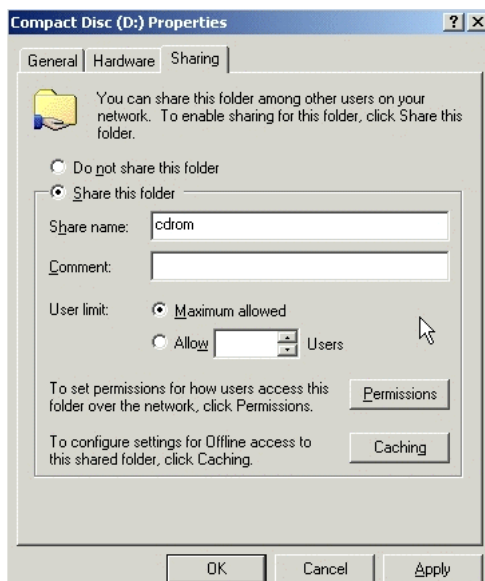 Compact Disc (D:) Properties
General Hardware Sharing
You can share this folder among other users on your
network. To enable sharing for this folder, click Share this
folder.
Do not share this folder
Share this folder
Share name: cdrom
Comment:
User limit: Maximum allowed
Allow Users
To set permissions for how users access this
folder over the network, click Permissions.
Permissions
To configure settings for Offline access to
this shared folder, click Caching.
Caching
OK Cancel Apply